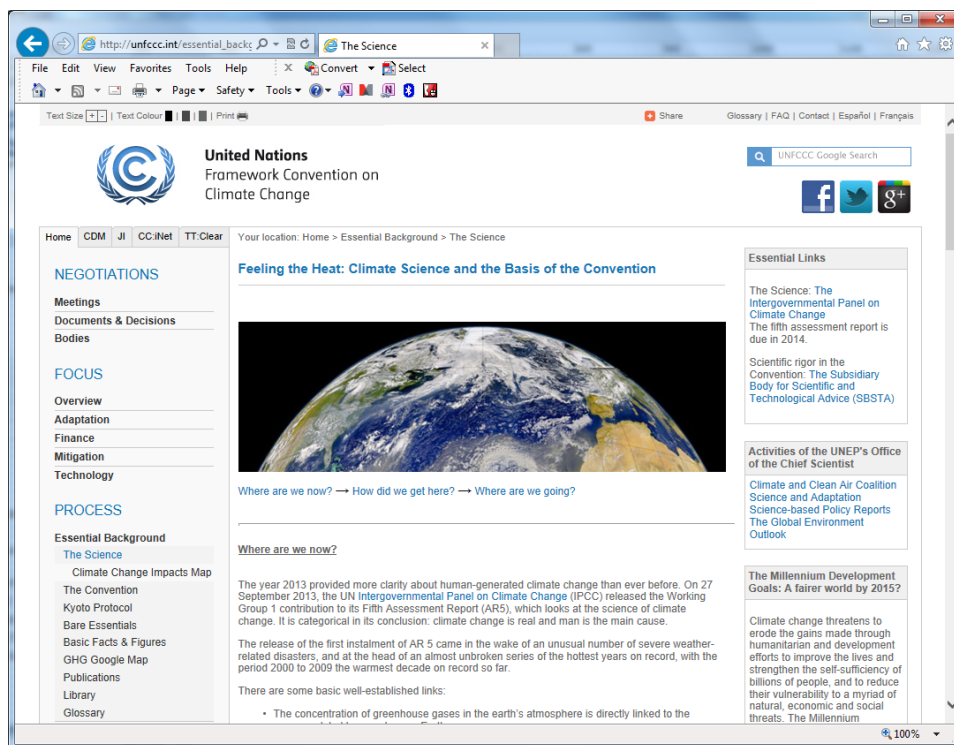 http://unfccc.int/essential_backg
The Science
File Edit View Favorites Tools Help
Convert
Select
Page Safety Tools
Text Size + - | Text Colour | | | Print
Share
Glossary | FAQ | Contact | Español | Français
United Nations
Framework Convention on
Climate Change
UNFCCC Google Search
Home CDM JI CC:iNet TT:Clear
Your location: Home > Essential Background > The Science
NEGOTIATIONS
Meetings
Documents & Decisions
Bodies
FOCUS
Overview
Adaptation
Finance
Mitigation
Technology
PROCESS
Essential Background
The Science
Climate Change Impacts Map
The Convention
Kyoto Protocol
Bare Essentials
Basic Facts & Figures
GHG Google Map
Publications
Library
Glossary
Feeling the Heat: Climate Science and the Basis of the Convention
Where are we now? → How did we get here? → Where are we going?
Where are we now?
The year 2013 provided more clarity about human-generated climate change than ever before. On 27
September 2013, the UN Intergovernmental Panel on Climate Change (IPCC) released the Working
Group 1 contribution to its Fifth Assessment Report (AR5), which looks at the science of climate
change. It is categorical in its conclusion: climate change is real and man is the main cause.
The release of the first instalment of AR 5 came in the wake of an unusual number of severe weather-
related disasters, and at the head of an almost unbroken series of the hottest years on record, with the
period 2000 to 2009 the warmest decade on record so far.
There are some basic well-established links:
• The concentration of greenhouse gases in the earth's atmosphere is directly linked to the
Essential Links
The Science: The
Intergovernmental Panel on
Climate Change
The fifth assessment report is
due in 2014.
Scientific rigor in the
Convention: The Subsidiary
Body for Scientific and
Technological Advice (SBSTA)
Activities of the UNEP's Office
of the Chief Scientist
Climate and Clean Air Coalition
Science and Adaptation
Science-based Policy Reports
The Global Environment
Outlook
The Millennium Development
Goals: A fairer world by 2015?
Climate change threatens to
erode the gains made through
humanitarian and development
efforts to improve the lives and
strengthen the self-sufficiency of
billions of people, and to reduce
their vulnerability to a myriad of
natural, economic and social
threats. The Millennium
100%